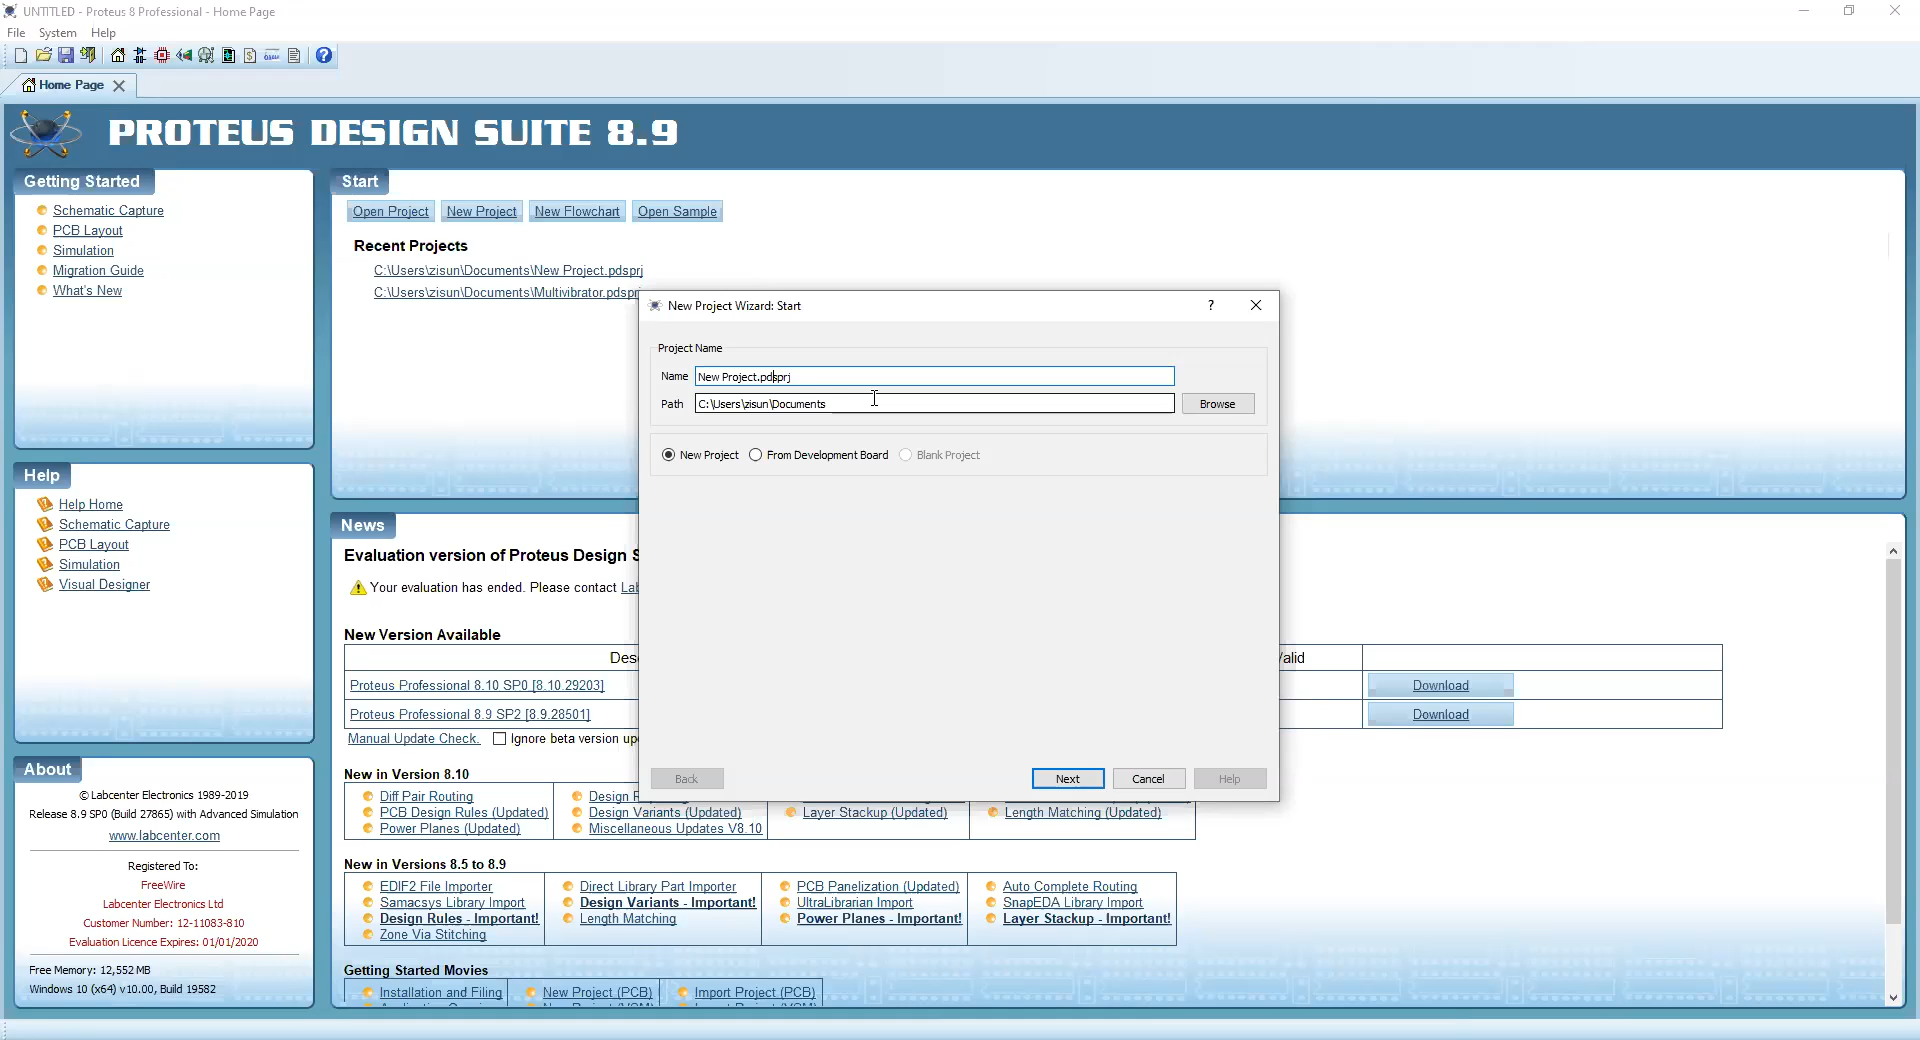 UNTITLED - Proteus 8 Professional - Home Page
File System Help
Home Page
PROTEUS DESIGN SUITE 8.9
Getting Started
Schematic Capture
PCB Layout
Simulation
Migration Guide
What's New
Start
Open Project New Project New Flowchart Open Sample
Recent Projects
C:\Users\zisun\Documents\New Project.pdsprj
C:\Users\zisun\Documents\Multivibrator.pdsprj
New Project Wizard: Start
Project Name
Name New Project.pdsprj
Path C:\Users\zisun\Documents Browse
New Project From Development Board Blank Project
Back Next Cancel Help
Help
Help Home
Schematic Capture
PCB Layout
Simulation
Visual Designer
News
Evaluation version of Proteus Design S
Your evaluation has ended. Please contact Lab
New Version Available
Des /alid
Proteus Professional 8.10 SP0 [8.10.29203] Download
Proteus Professional 8.9 SP2 [8.9.28501] Download
Manual Update Check. Ignore beta version up
New in Version 8.10
Diff Pair Routing Design R
PCB Design Rules (Updated) Design Variants (Updated) Layer Stackup (Updated) Length Matching (Updated)
Power Planes (Updated) Miscellaneous Updates V8.10
New in Versions 8.5 to 8.9
EDIF2 File Importer Direct Library Part Importer PCB Panelization (Updated) Auto Complete Routing
Samacsys Library Import Design Variants - Important! UltraLibrarian Import SnapEDA Library Import
Design Rules - Important! Length Matching Power Planes - Important! Layer Stackup - Important!
Zone Via Stitching
Getting Started Movies
Installation and Filing New Project (PCB) Import Project (PCB)
About
© Labcenter Electronics 1989-2019
Release 8.9 SP0 (Build 27865) with Advanced Simulation
www.labcenter.com
Registered To:
FreeWire
Labcenter Electronics Ltd
Customer Number: 12-11083-810
Evaluation Licence Expires: 01/01/2020
Free Memory: 12,552 MB
Windows 10 (x64) v10.00, Build 19582